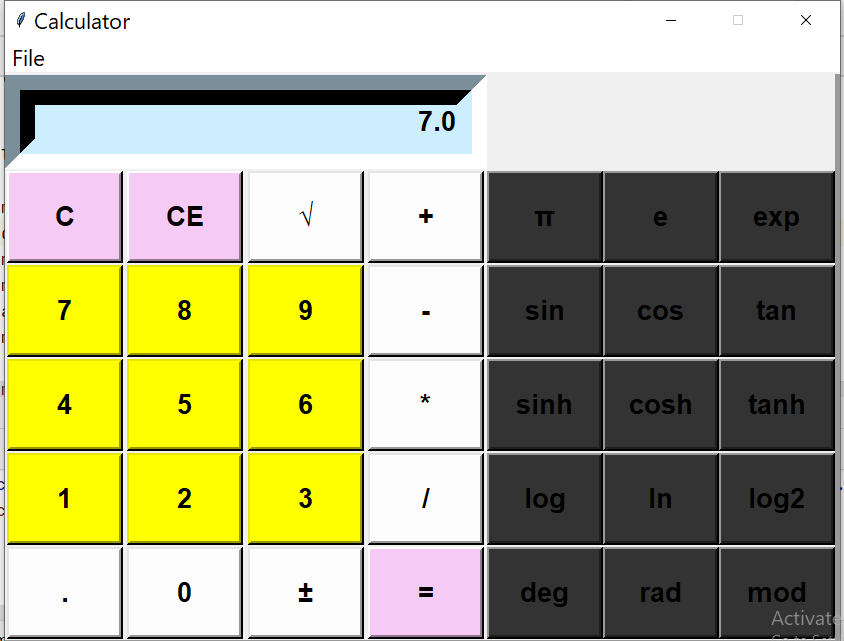 Calculator
File
7.0
C CE √ + π e exp
7 8 9 - sin cos tan
4 5 6 * sinh cosh tanh
1 2 3 / log ln log2
. 0 ± = deg rad mod
Activate